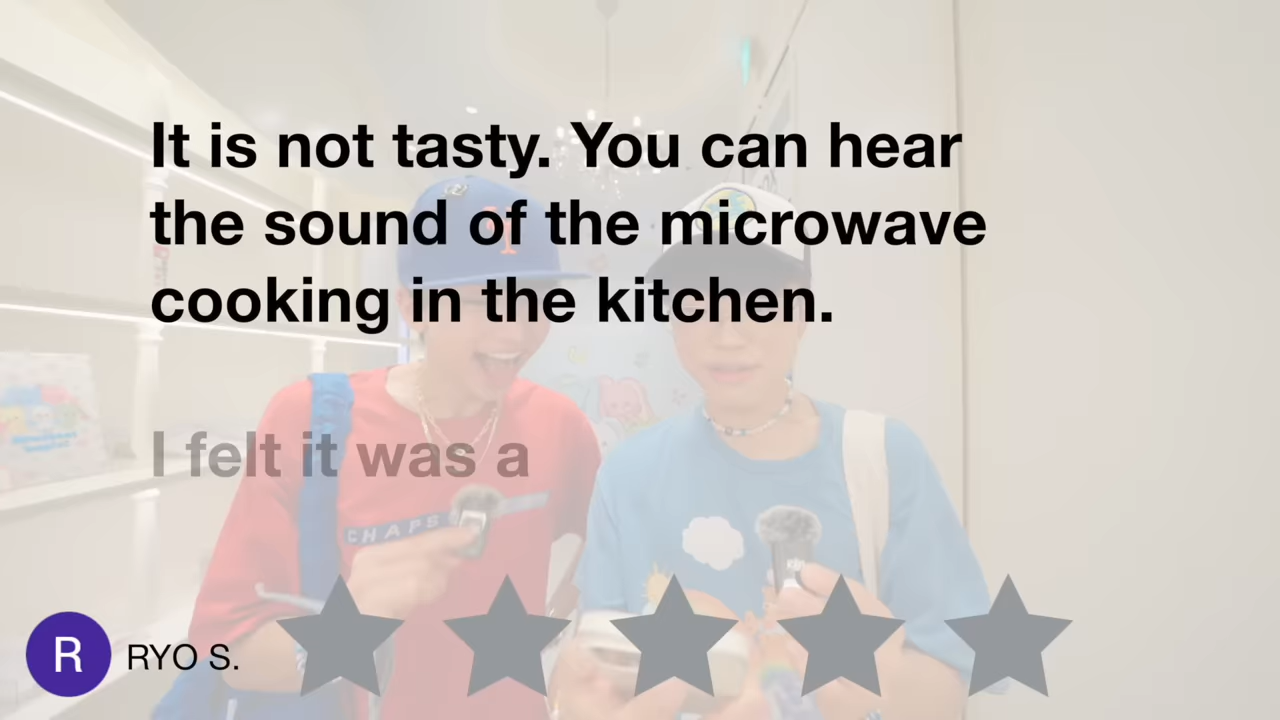 It is not tasty. You can hear
the sound of the microwave
cooking in the kitchen.
I felt it was a
CHAPS
R
RYO S.